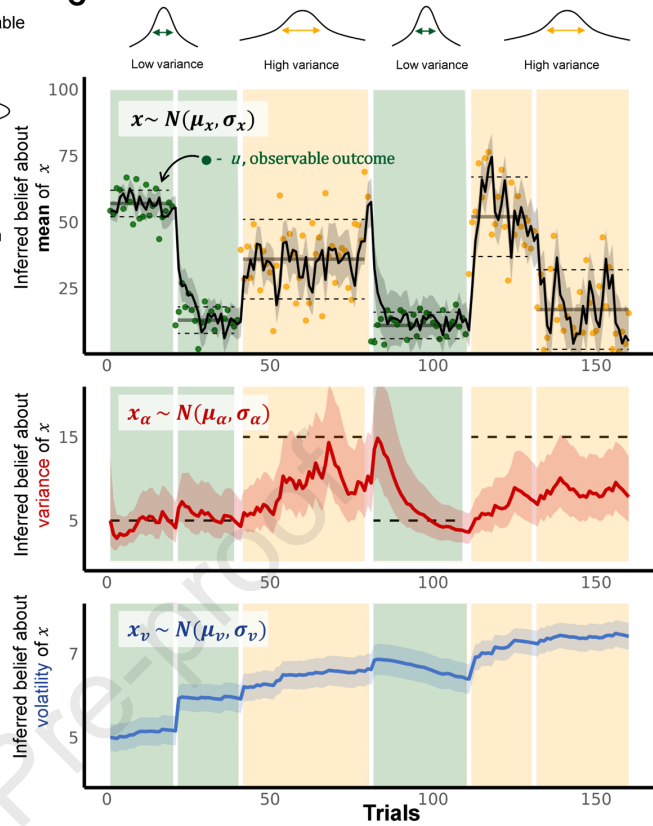 able
Low variance
High variance
Low variance
High variance
Inferred belief about
mean of x
100
75
50
25
x~ N(μₓ, σₓ)
- u, observable outcome
0
50
100
150
Inferred belief about
variance of x
15
5
xα ~ N(μα, σα)
0
50
100
150
Inferred belief about
volatility of x
7
5
xᵥ ~ N(μᵥ, σᵥ)
0
50
100
150
Trials
Pre-proof